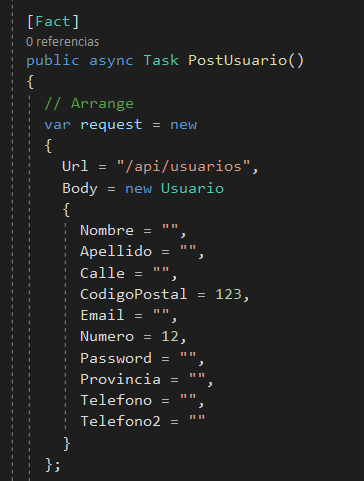 [Fact]
0 referencias
public async Task PostUsuario()
{
// Arrange
var request = new
{
Url = "/api/usuarios",
Body = new Usuario
{
Nombre = "",
Apellido = "",
Calle = "",
CodigoPostal = 123,
Email = "",
Numero = 12,
Password = "",
Provincia = "",
Telefono = "",
Telefono2 = ""
}
};